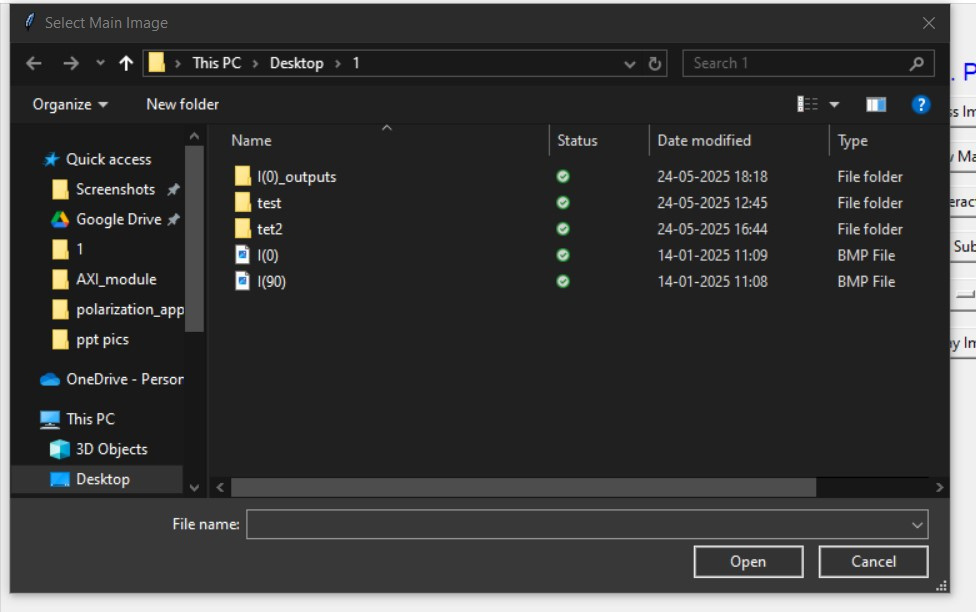 Select Main Image
This PC > Desktop > 1
Search 1
Organize
New folder
?
Name Status Date modified Type
Quick access
Screenshots
Google Drive
1
AXI_module
polarization_app
ppt pics
OneDrive - Person
This PC
3D Objects
Desktop
I(0)_outputs 24-05-2025 18:18 File folder
test 24-05-2025 12:45 File folder
tet2 24-05-2025 16:44 File folder
I(0) 14-01-2025 11:09 BMP File
I(90) 14-01-2025 11:08 BMP File
File name:
Open Cancel
. P
ss Im
Ma
erac
Sub
ay Im